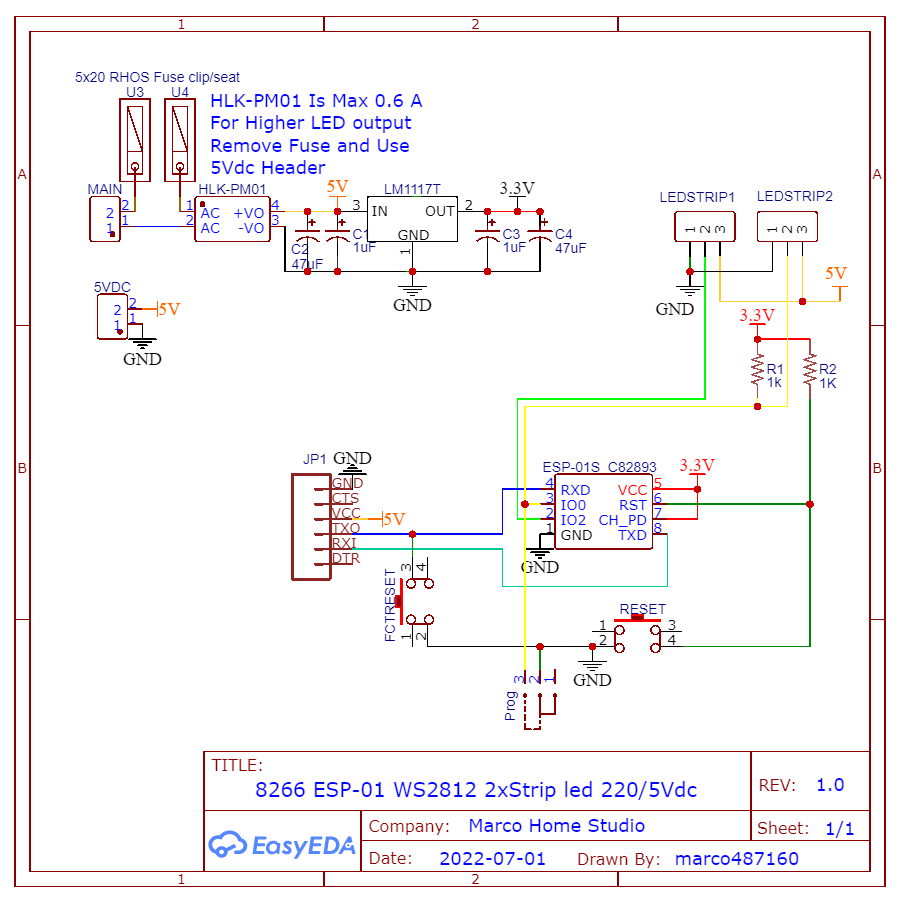 1 2
A A
5x20 RHOS Fuse clip/seat
U3 U4
HLK-PM01 Is Max 0.6 A
For Higher LED output
Remove Fuse and Use
5Vdc Header
MAIN
2 2
1 1
HLK-PM01
1 AC +VO 4
2 AC -VO 3
5V
C2
47uF
C1
1uF
LM1117T
3 IN OUT 2
GND
1
GND
3.3V
C3
1uF
C4
47uF
LEDSTRIP1
1 2 3
LEDSTRIP2
1 2 3
GND
5V
5VDC
2 2
1 1
5V
GND
3.3V
R1
1k
R2
1K
B B
JP1
GND
GND
CTS
VCC
5V
TXO
RXI
DTR
ESP-01S C82893
4 RXD VCC 5
3 IO0 RST 6
2 IO2 CH_PD 7
1 GND TXD 8
3.3V
GND
FCTRESET
3 4
1 2
RESET
1 3
2 4
GND
Prog
3 2 1
TITLE:
8266 ESP-01 WS2812 2xStrip led 220/5Vdc
REV: 1.0
EasyEDA
Company: Marco Home Studio
Sheet: 1/1
Date: 2022-07-01 Drawn By: marco487160
1 2